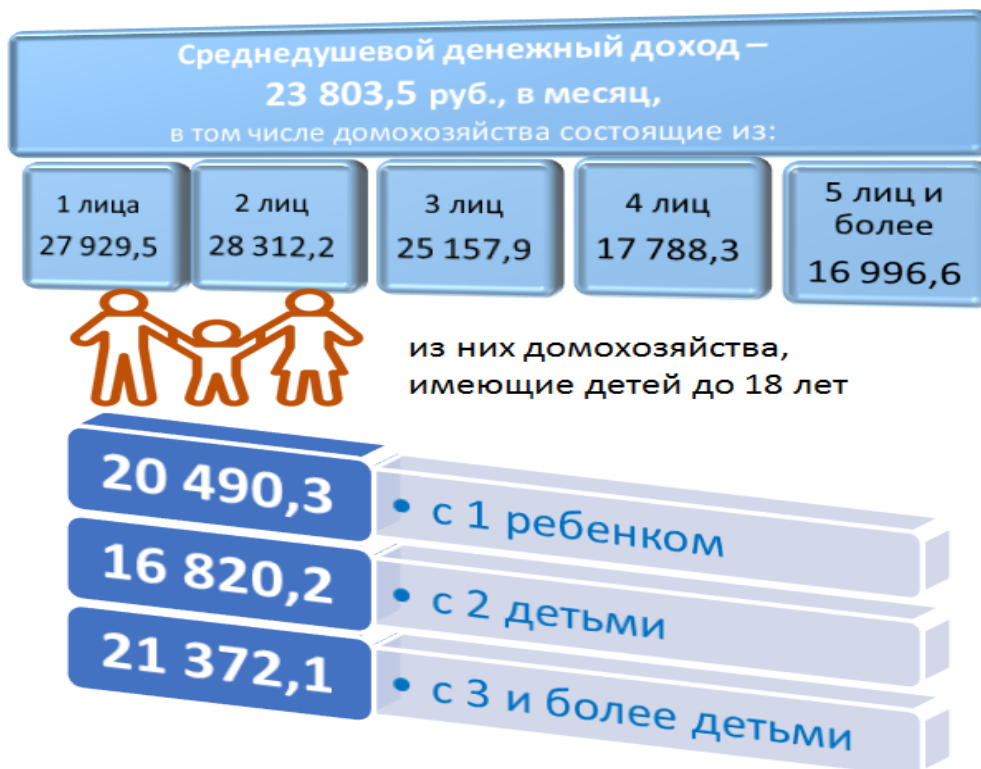 Среднедушевой денежный доход –
23 803,5 руб., в месяц,
в том числе домохозяйства состоящие из:
1 лица
27 929,5
2 лиц
28 312,2
3 лиц
25 157,9
4 лиц
17 788,3
5 лиц и
более
16 996,6
из них домохозяйства,
имеющие детей до 18 лет
20 490,3
• с 1 ребенком
16 820,2
• с 2 детьми
21 372,1
• с 3 и более детьми